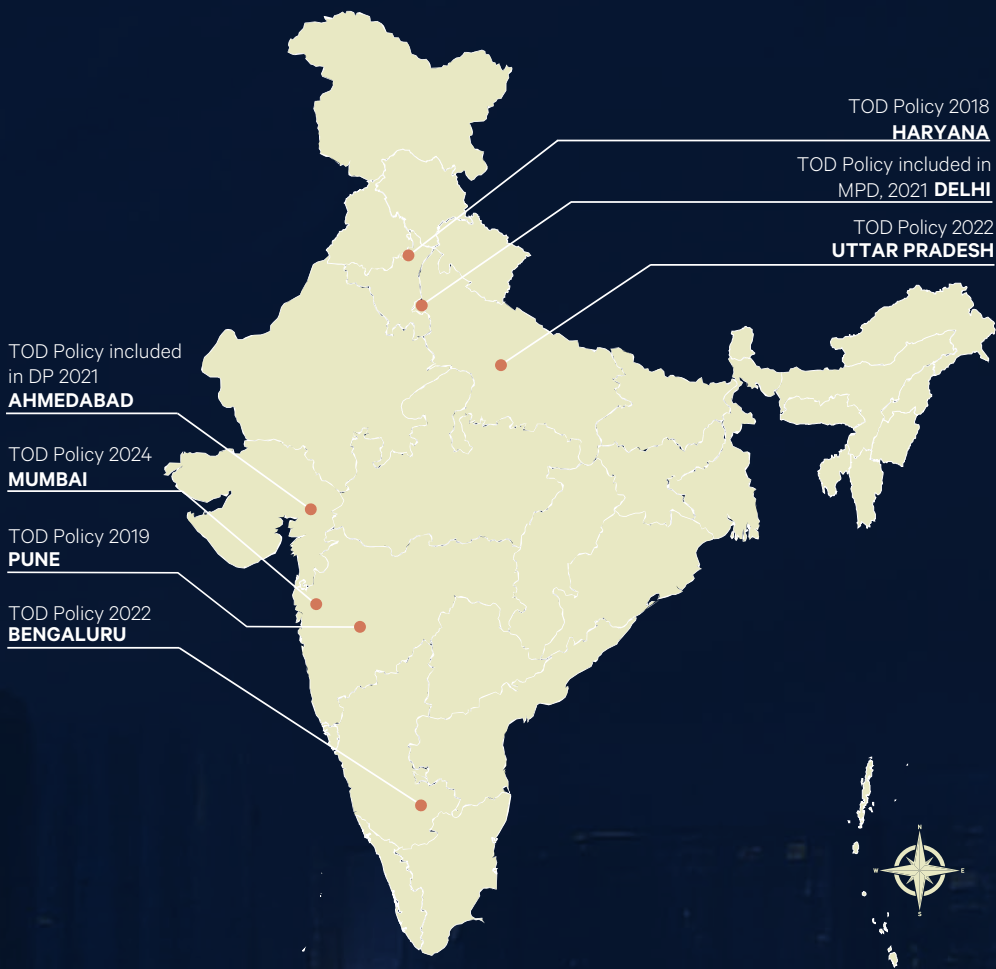 TOD Policy 2018
HARYANA
TOD Policy included in
MPD, 2021 DELHI
TOD Policy 2022
UTTAR PRADESH
TOD Policy included
in DP 2021
AHMEDABAD
TOD Policy 2024
MUMBAI
TOD Policy 2019
PUNE
TOD Policy 2022
BENGALURU
N
W E
S